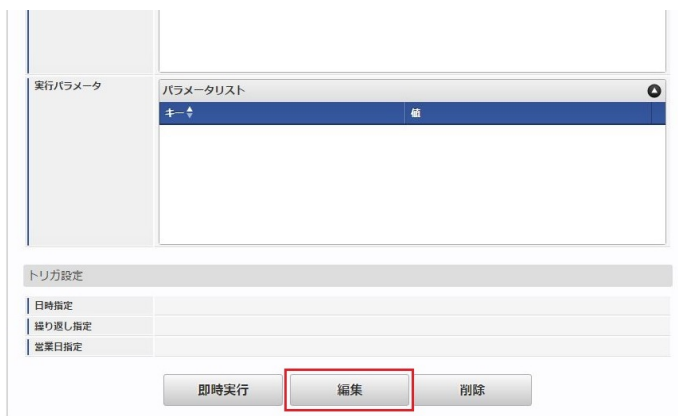 実行パラメータ
パラメータリスト
キー 値
トリガ設定
日時指定
繰り返し指定
営業日指定
即時実行 編集 削除